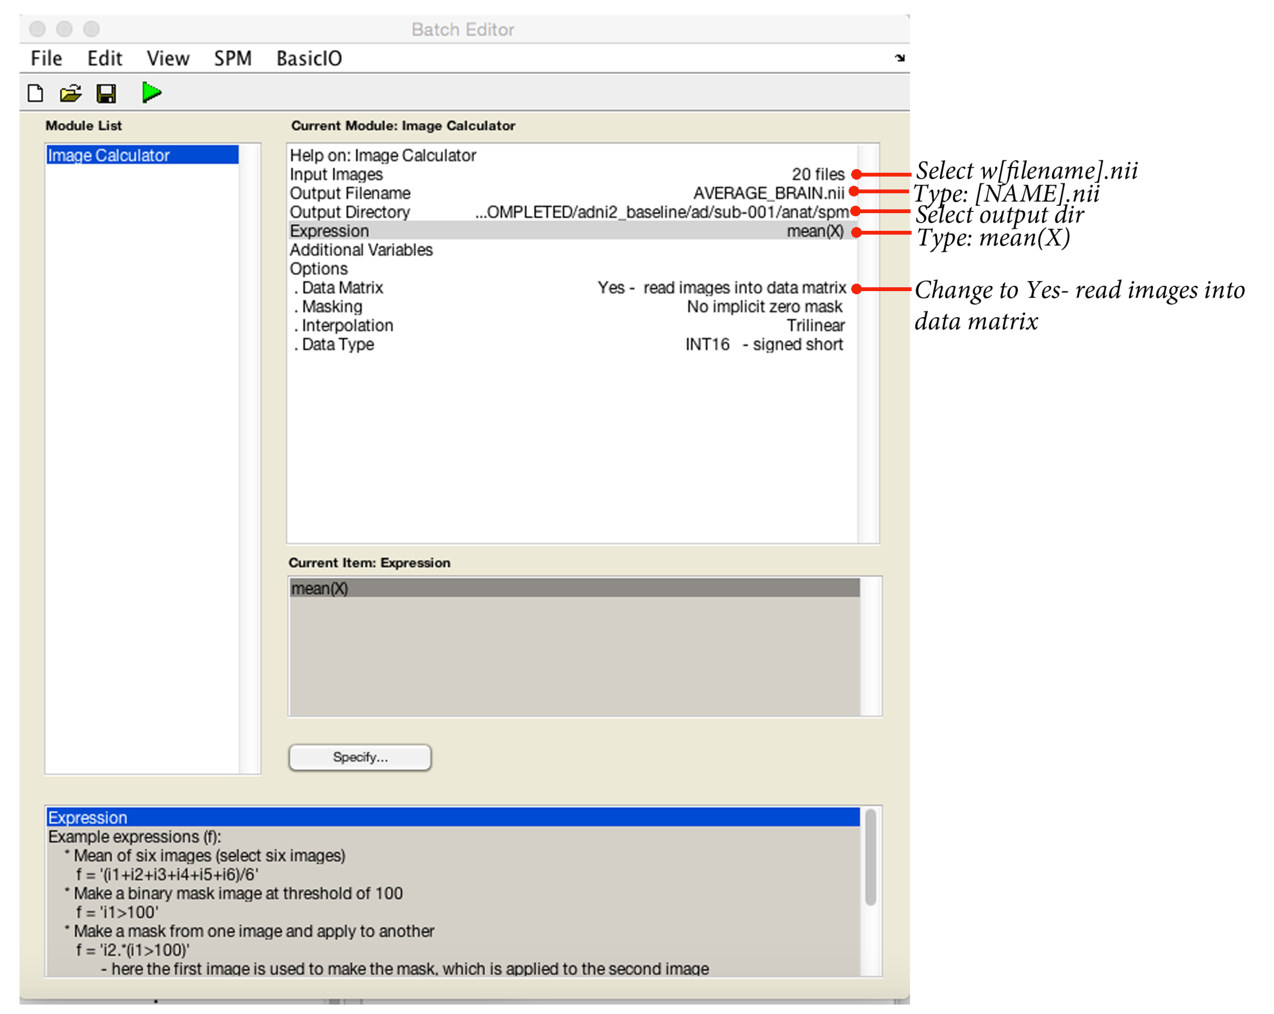 Batch Editor
File Edit View SPM BasicIO
Module List
Image Calculator
Current Module: Image Calculator
Help on: Image Calculator
Input Images 20 files
Output Filename AVERAGE_BRAIN.nii
Output Directory ...OMPLETED/adni2_baseline/ad/sub-001/anat/spm
Expression mean(X)
Additional Variables
Options
. Data Matrix Yes - read images into data matrix
. Masking No implicit zero mask
. Interpolation Trilinear
. Data Type INT16 - signed short
Select w[filename].nii
Type: [NAME].nii
Select output dir
Type: mean(X)
Change to Yes- read images into
data matrix
Current Item: Expression
mean(X)
Specify...
Expression
Example expressions (f):
* Mean of six images (select six images)
f = '(i1+i2+i3+i4+i5+i6)/6'
* Make a binary mask image at threshold of 100
f = 'i1>100'
* Make a mask from one image and apply to another
f = 'i2.*(i1>100)'
- here the first image is used to make the mask, which is applied to the second image